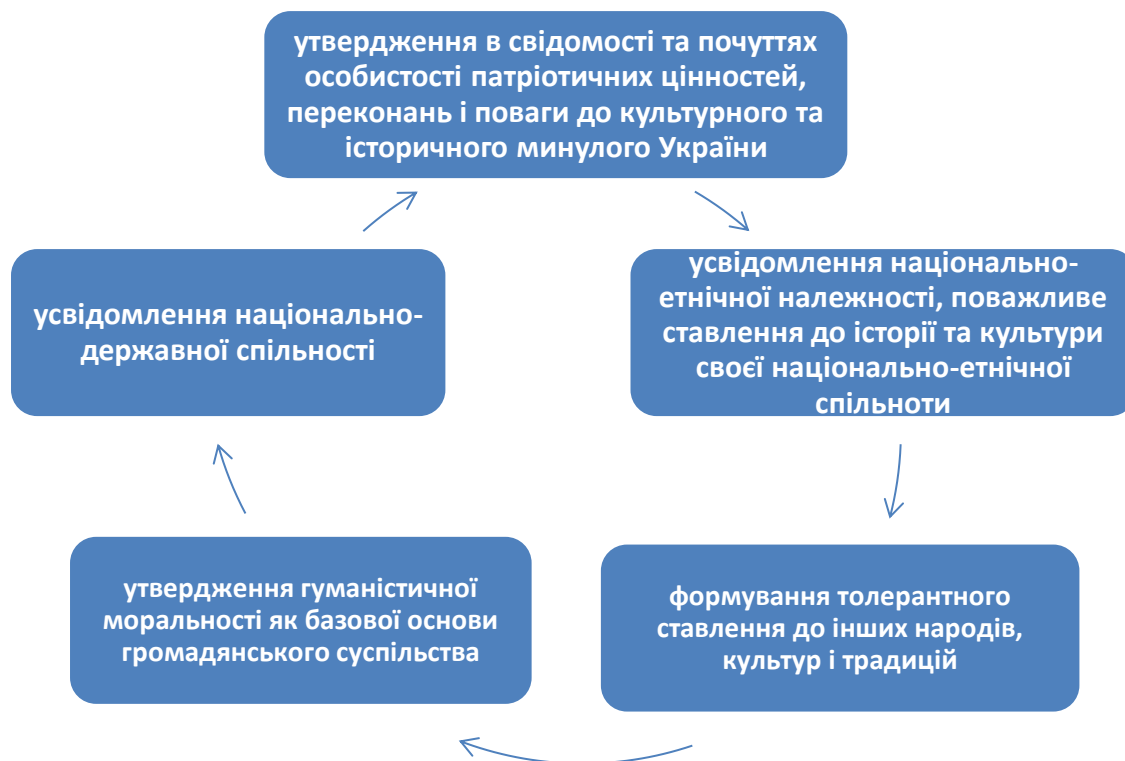 утвердження в свідомості та почуттях
особистості патріотичних цінностей,
переконань і поваги до культурного та
історичного минулого України
усвідомлення національно-
етнічної належності, поважливе
ставлення до історії та культури
своєї національно-етнічної
спільноти
формування толерантного
ставлення до інших народів,
культур і традицій
утвердження гуманістичної
моральності як базової основи
громадянського суспільства
усвідомлення національно-
державної спільності